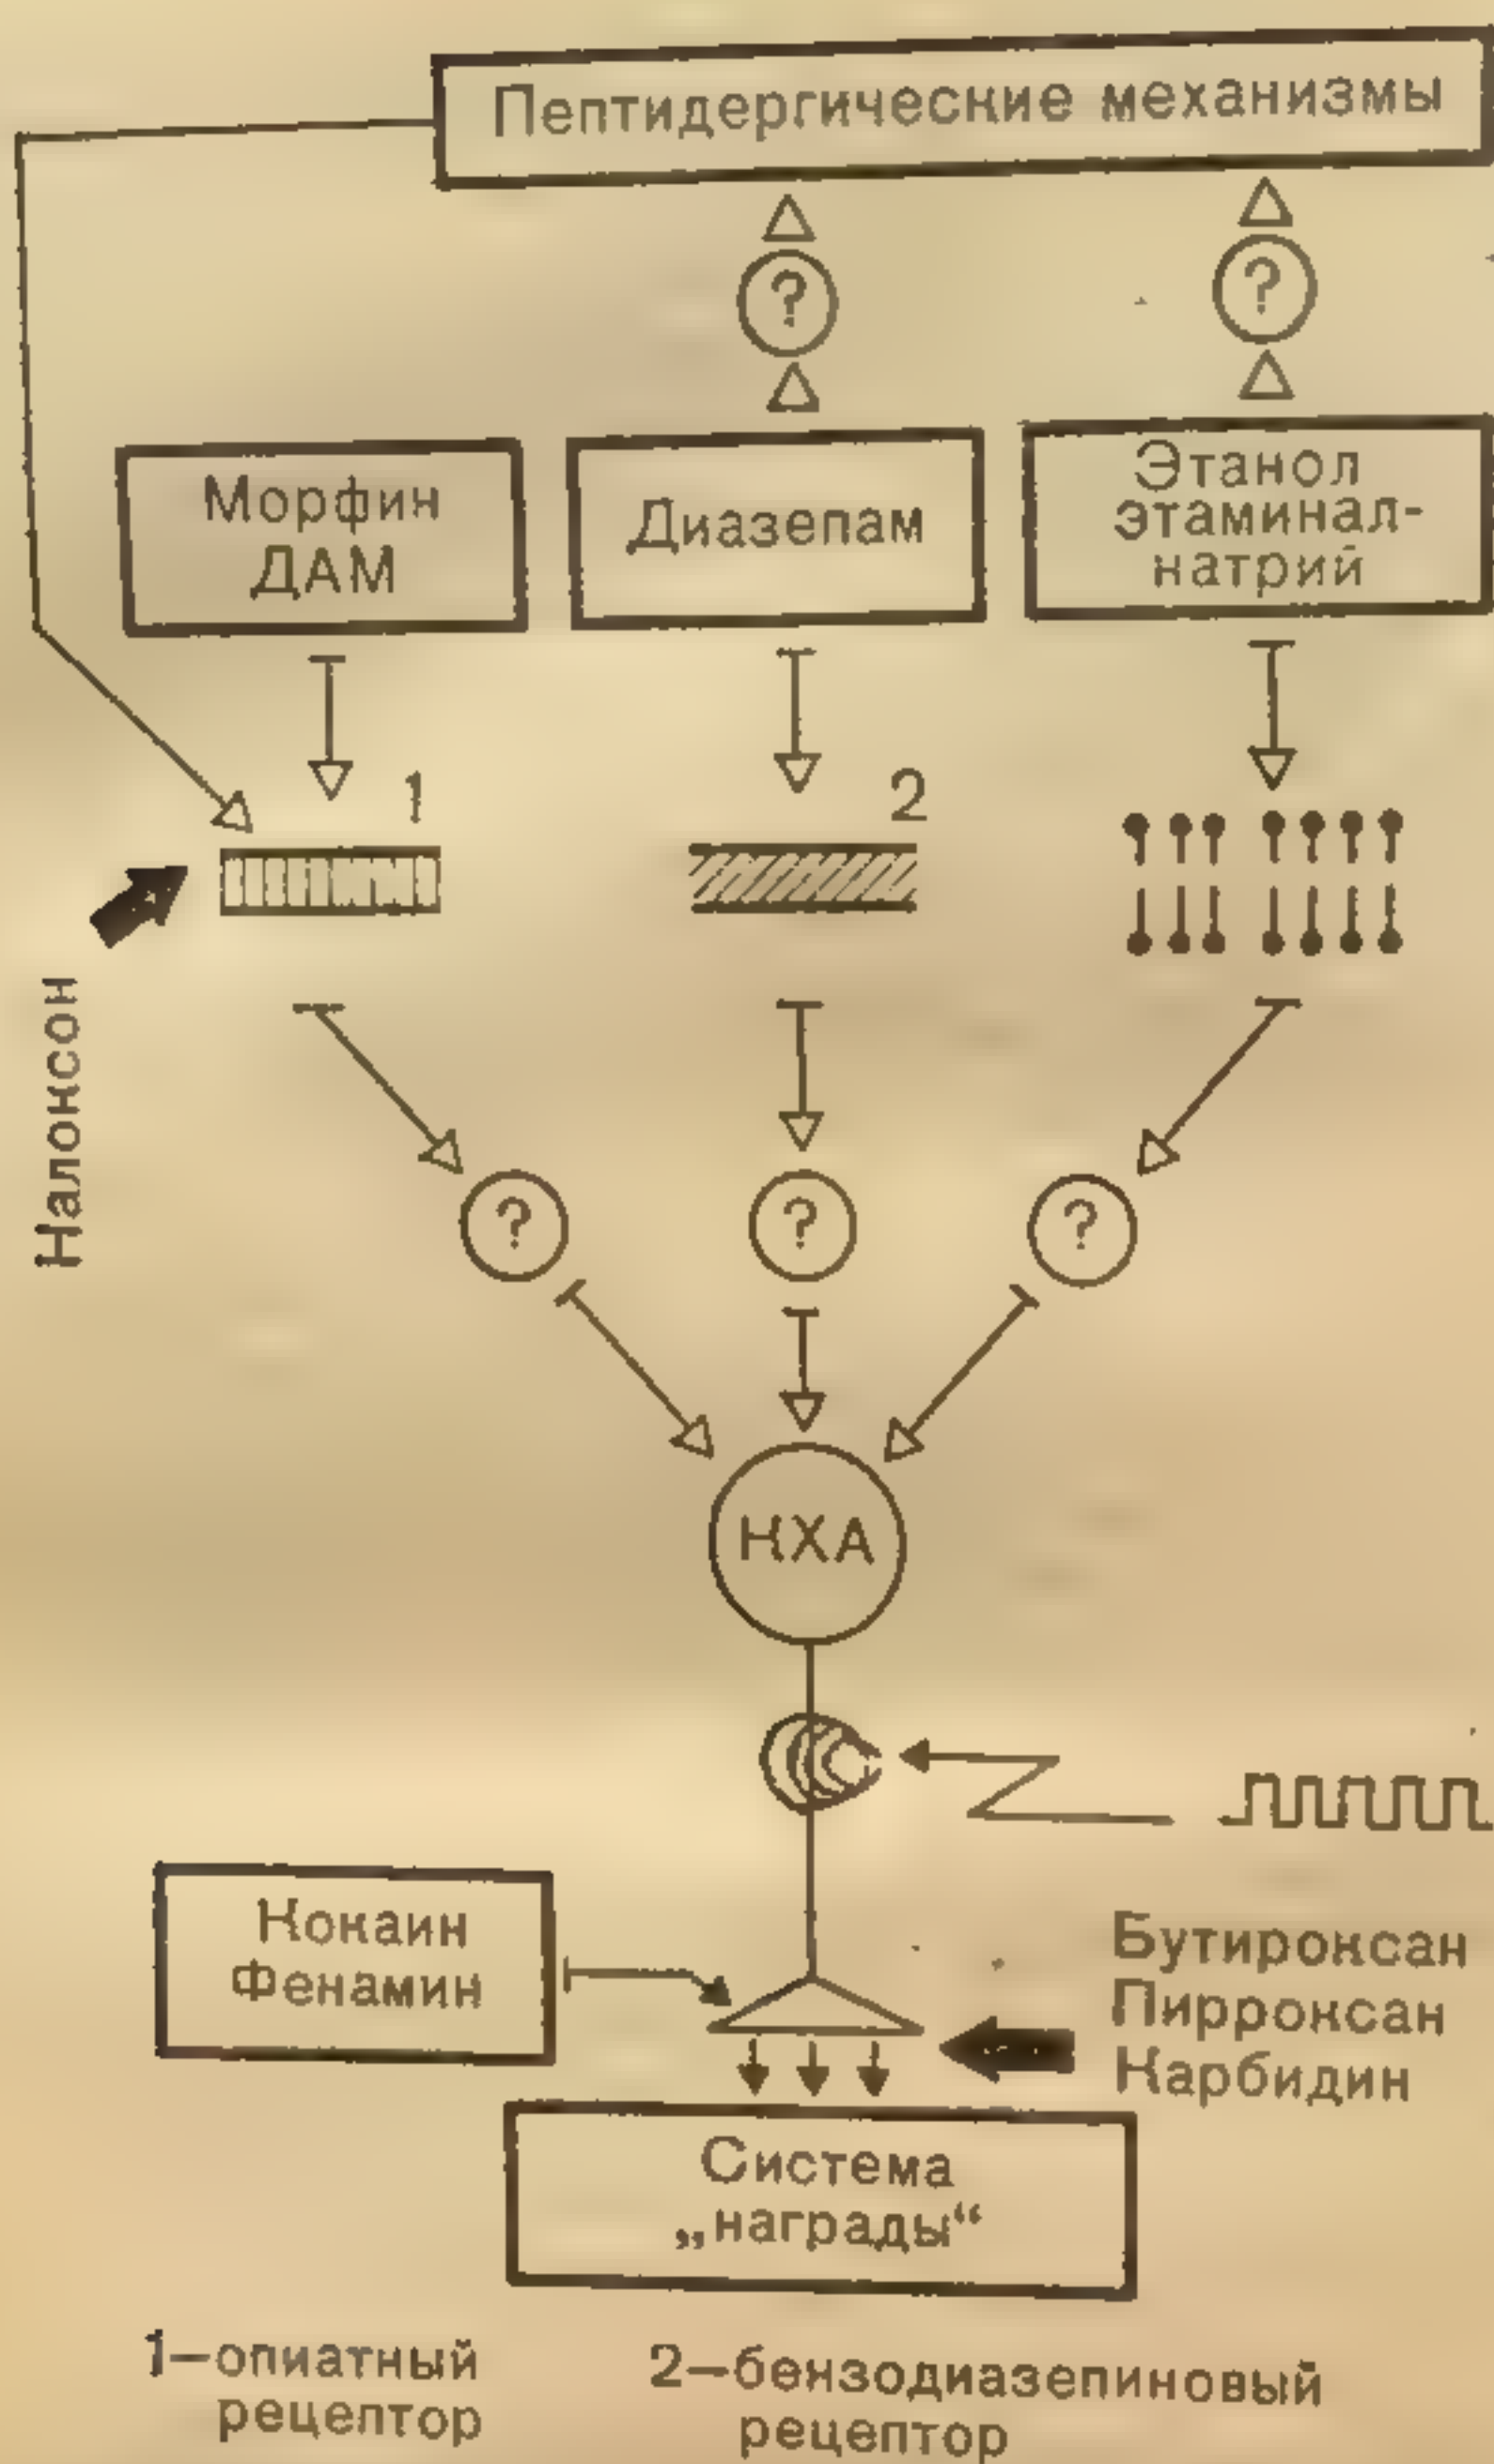 Пептидергические механизмы
?
?
Морфин
ДАМ
Диазепам
Этанол
этаминал-
натрий
1
2
Налоксон
?
?
?
КХА
Кокаин
Фенамин
Бутироксан
Пирроксан
Карбидин
Система
„награды“
1—опиатный
рецептор
2—бензодиазепиновый
рецептор